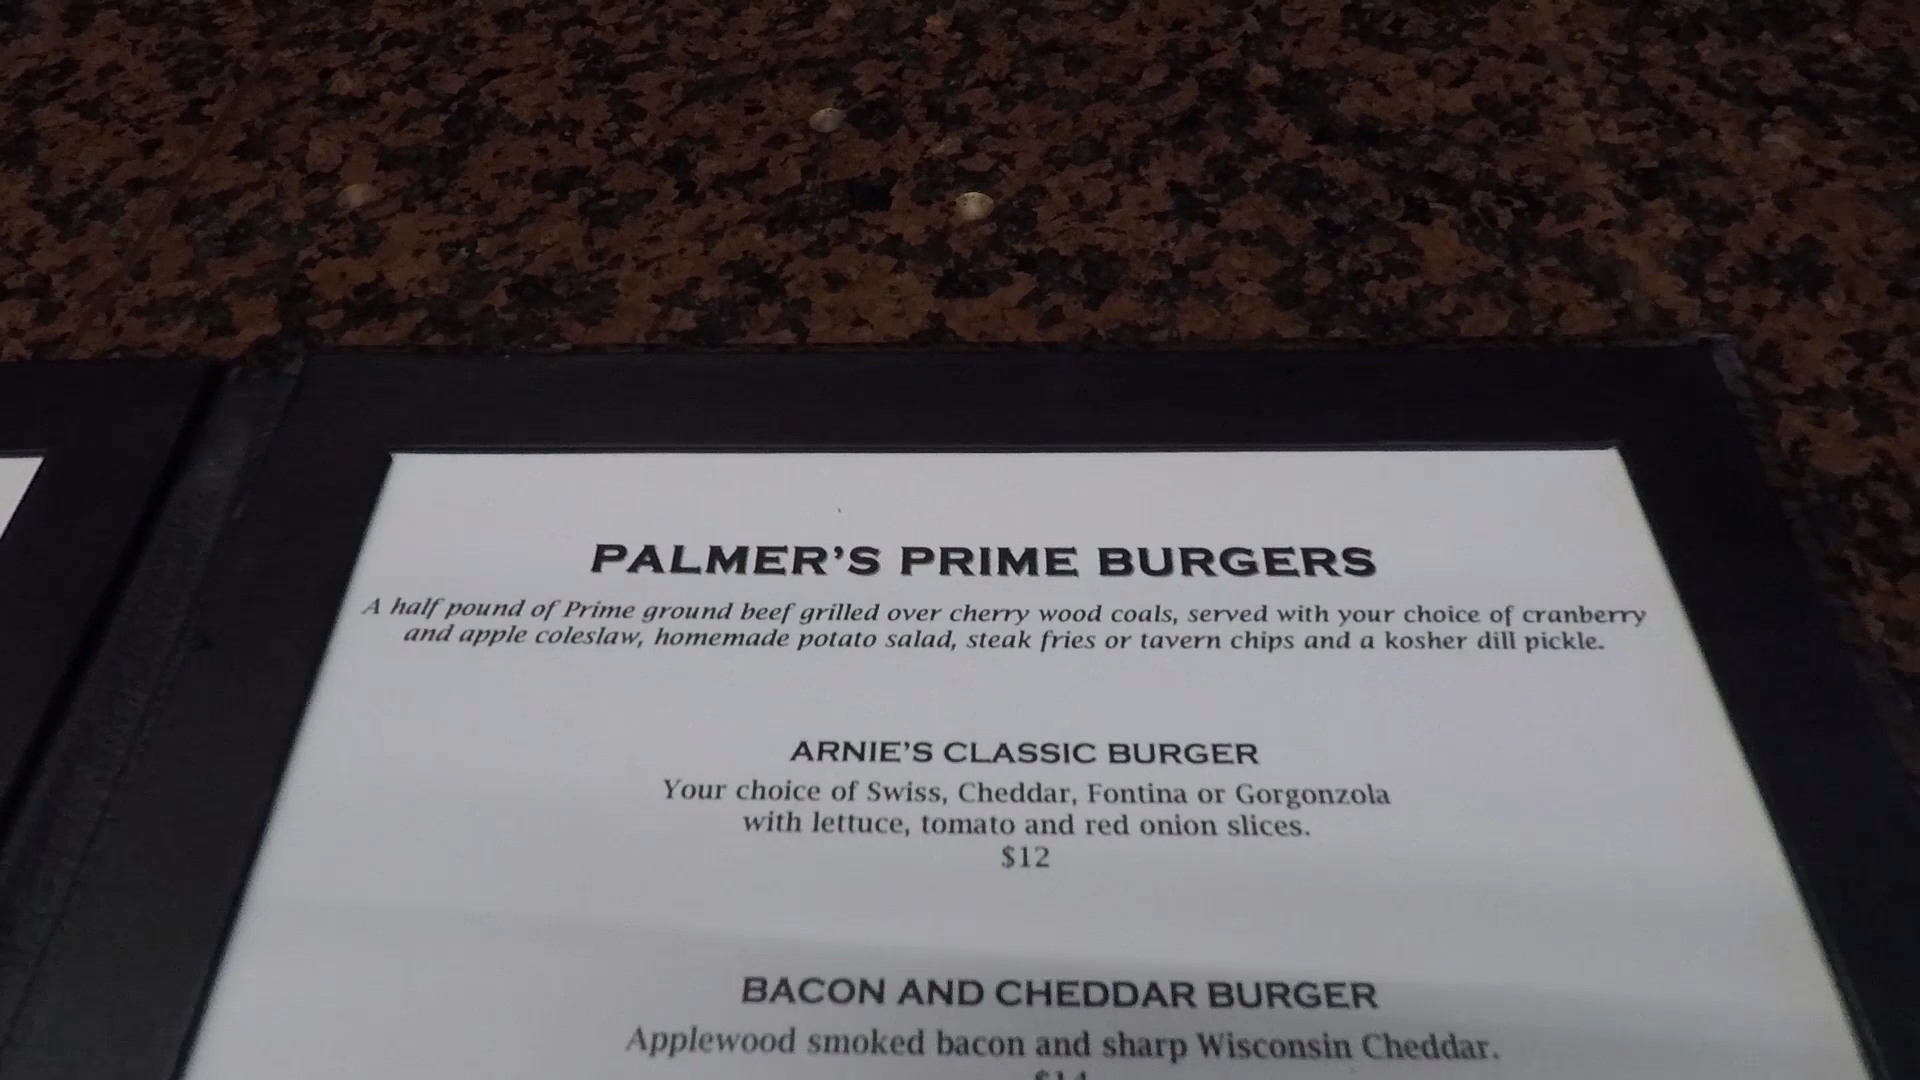 PALMER'S PRIME BURGERS
A half pound of Prime ground beef grilled over cherry wood coals, served with your choice of cranberry
and apple coleslaw, homemade potato salad, steak fries or tavern chips and a kosher dill pickle.
ARNIE'S CLASSIC BURGER
Your choice of Swiss, Cheddar, Fontina or Gorgonzola
with lettuce, tomato and red onion slices.
$12
BACON AND CHEDDAR BURGER
Applewood smoked bacon and sharp Wisconsin Cheddar.